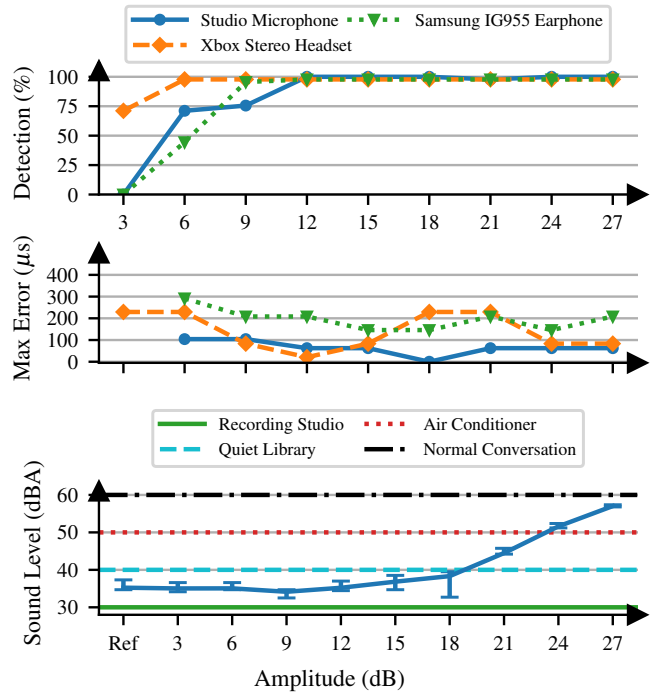 Studio Microphone
Samsung IG955 Earphone
Xbox Stereo Headset
Detection (%)
100
75
50
25
0
3 6 9 12 15 18 21 24 27
Max Error (μs)
400
300
200
100
0
Recording Studio
Air Conditioner
Quiet Library
Normal Conversation
Sound Level (dBA)
60
50
40
30
Ref 3 6 9 12 15 18 21 24 27
Amplitude (dB)